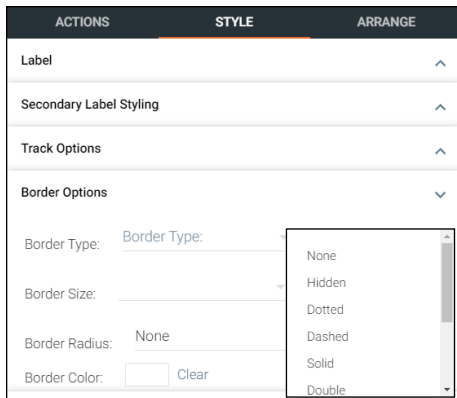 ACTIONS STYLE ARRANGE
Label
Secondary Label Styling
Track Options
Border Options
Border Type: Border Type:
Border Size:
Border Radius: None
Border Color: Clear
None
Hidden
Dotted
Dashed
Solid
Double